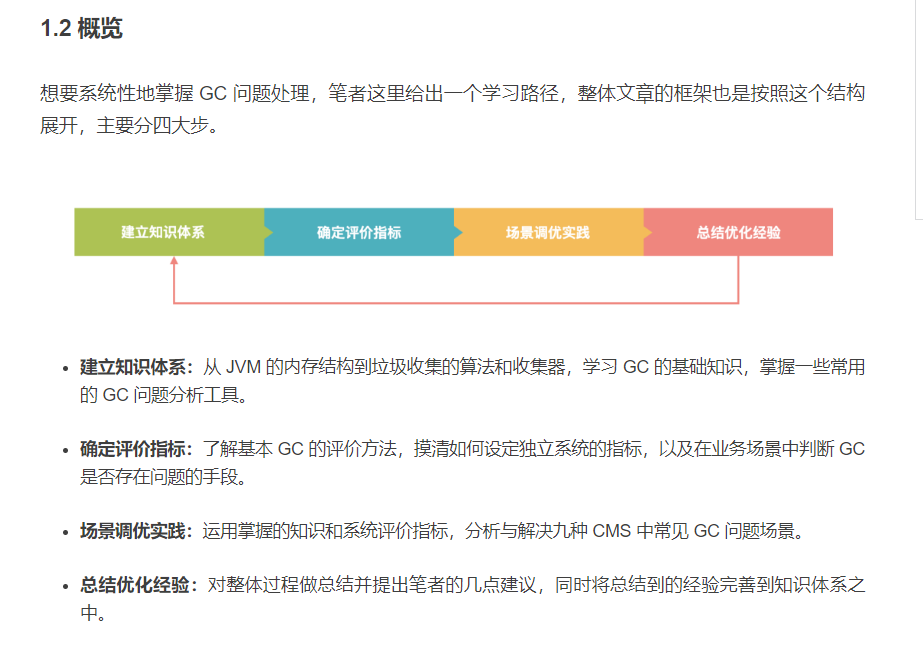 1.2 概览
想要系统性地掌握 GC 问题处理，笔者这里给出一个学习路径，整体文章的框架也是按照这个结构
展开，主要分四大步。
建立知识体系 确定评价指标 场景调优实践 总结优化经验
• 建立知识体系：从 JVM 的内存结构到垃圾收集的算法和收集器，学习 GC 的基础知识，掌握一些常用
的 GC 问题分析工具。
• 确定评价指标：了解基本 GC 的评价方法，摸清如何设定独立系统的指标，以及在业务场景中判断 GC
是否存在问题的手段。
• 场景调优实践：运用掌握的知识和系统评价指标，分析与解决九种 CMS 中常见 GC 问题场景。
• 总结优化经验：对整体过程做总结并提出笔者的几点建议，同时将总结到的经验完善到知识体系之
中。